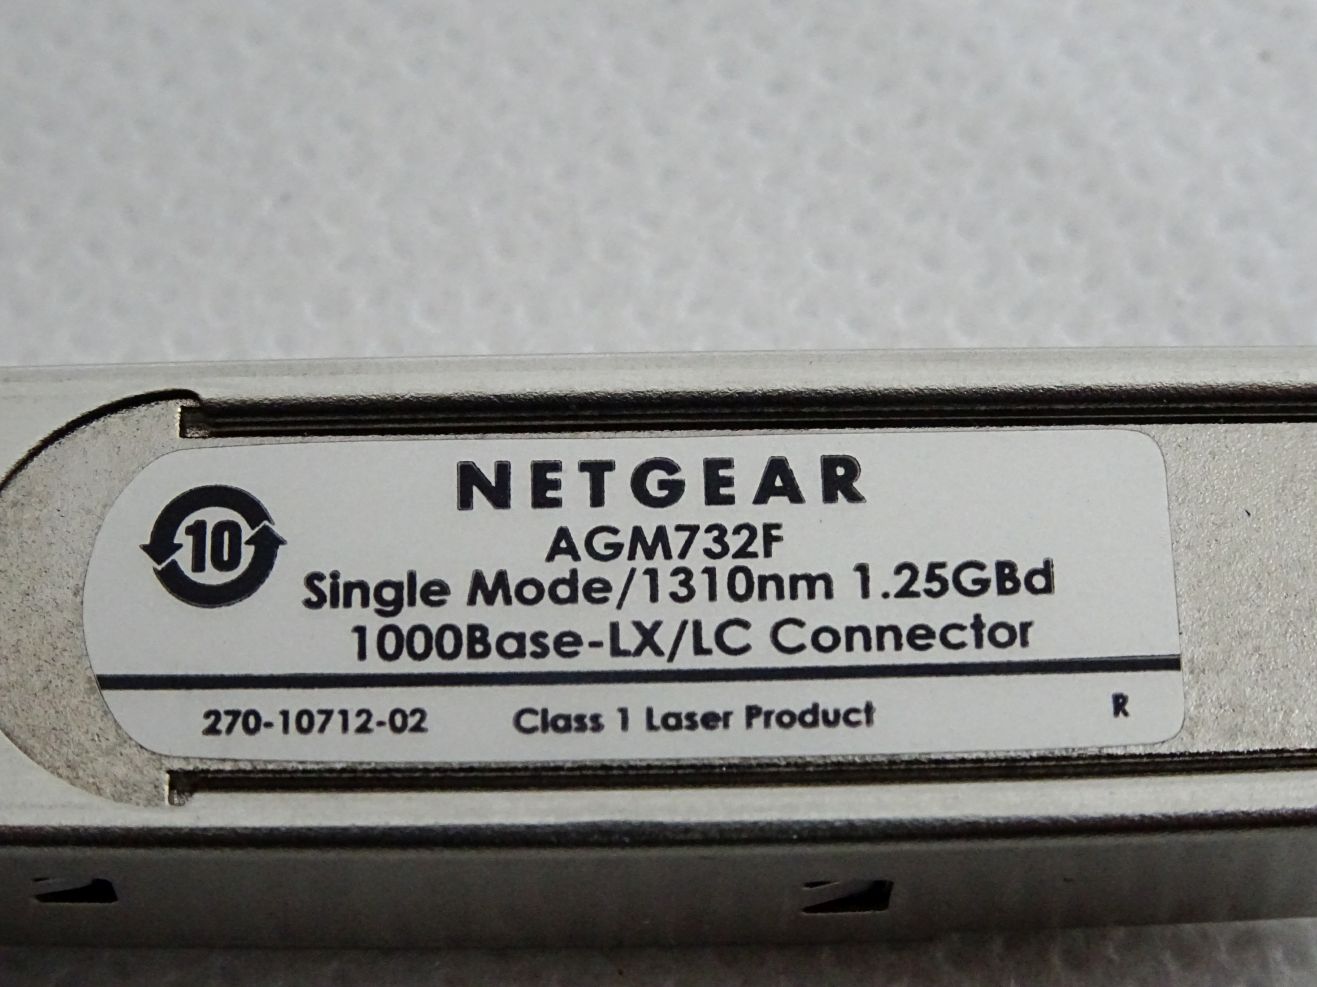 NETGEAR
10
AGM732F
Single Mode/1310nm 1.25GBd
1000Base-LX/LC Connector
270-10712-02 Class 1 Laser Product R